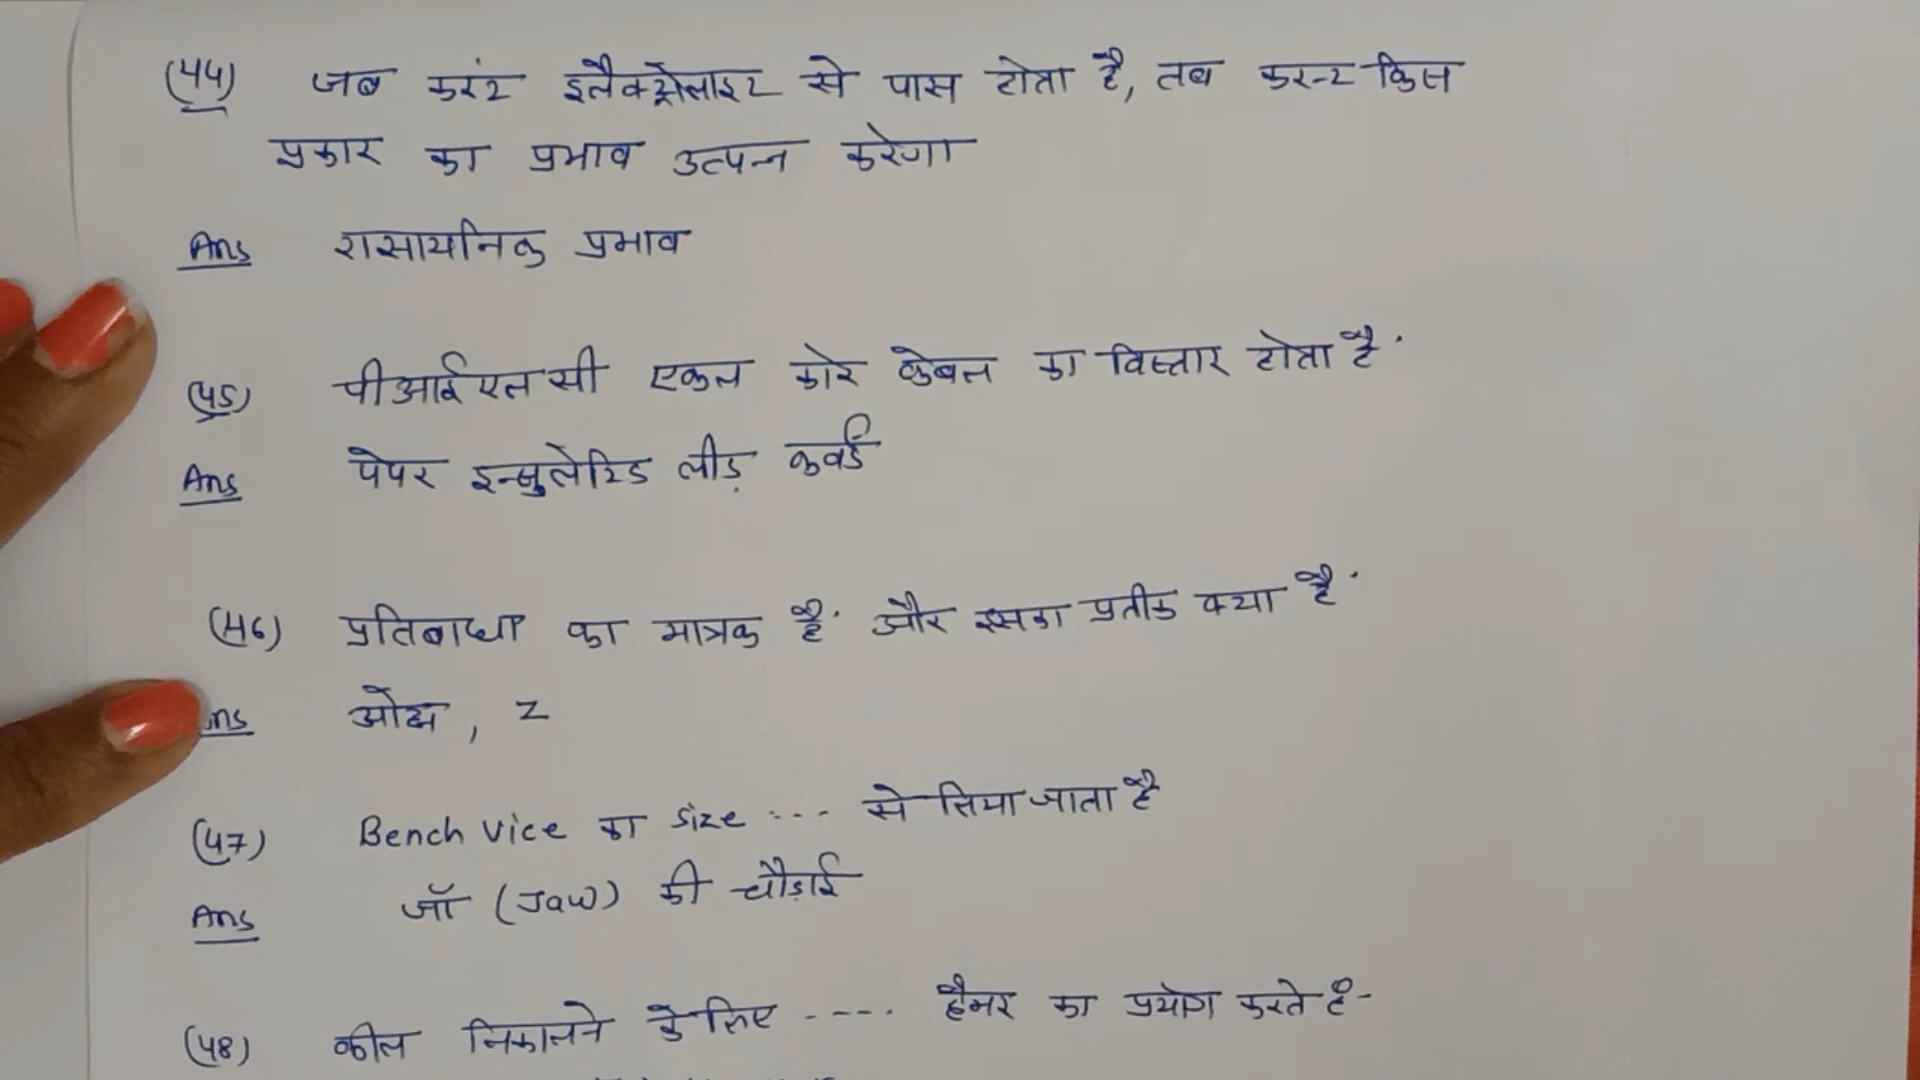 (44) जब करंट इलैक्ट्रोलाइट से पास होता है, तब करन्ट किस
प्रकार का प्रभाव उत्पन्न करेगा
Ans रासायनिक प्रभाव
(45) पीआईएलसी एकल कोर केबल का विस्तार होता है.
Ans पेपर इन्सुलेटिड लीड़ कवर्ड
(46) प्रतिबाधा का मात्रक है. और इसका प्रतीक क्या है.
Ans ओह्म, Z
(47) Bench Vice का size .... से लिया जाता है
Ans जॉ (Jaw) की चौड़ाई
(48) कील निकालने के लिए ----. हैमर का प्रयोग करते है-